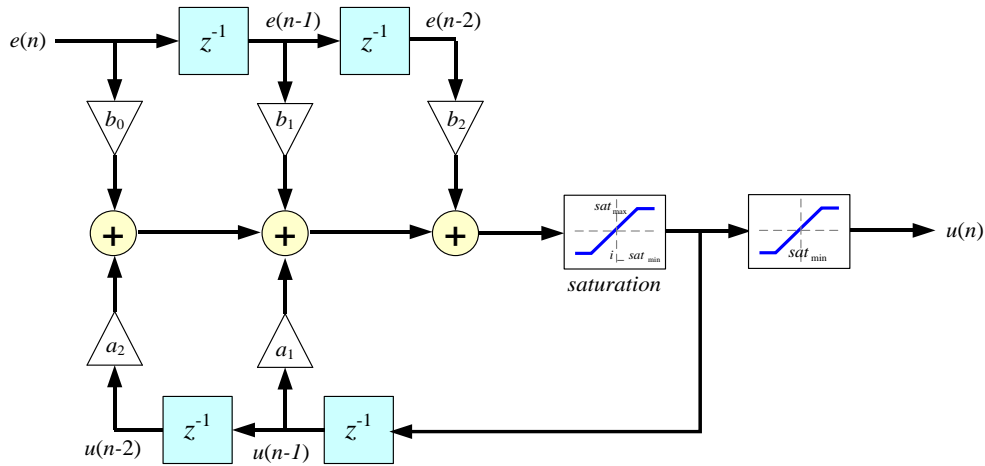 e(n)
z⁻¹
e(n-1)
z⁻¹
e(n-2)
b₀
b₁
b₂
+
+
+
sat max
i_ sat min
saturation
sat min
u(n)
a₂
a₁
u(n-2)
z⁻¹
u(n-1)
z⁻¹